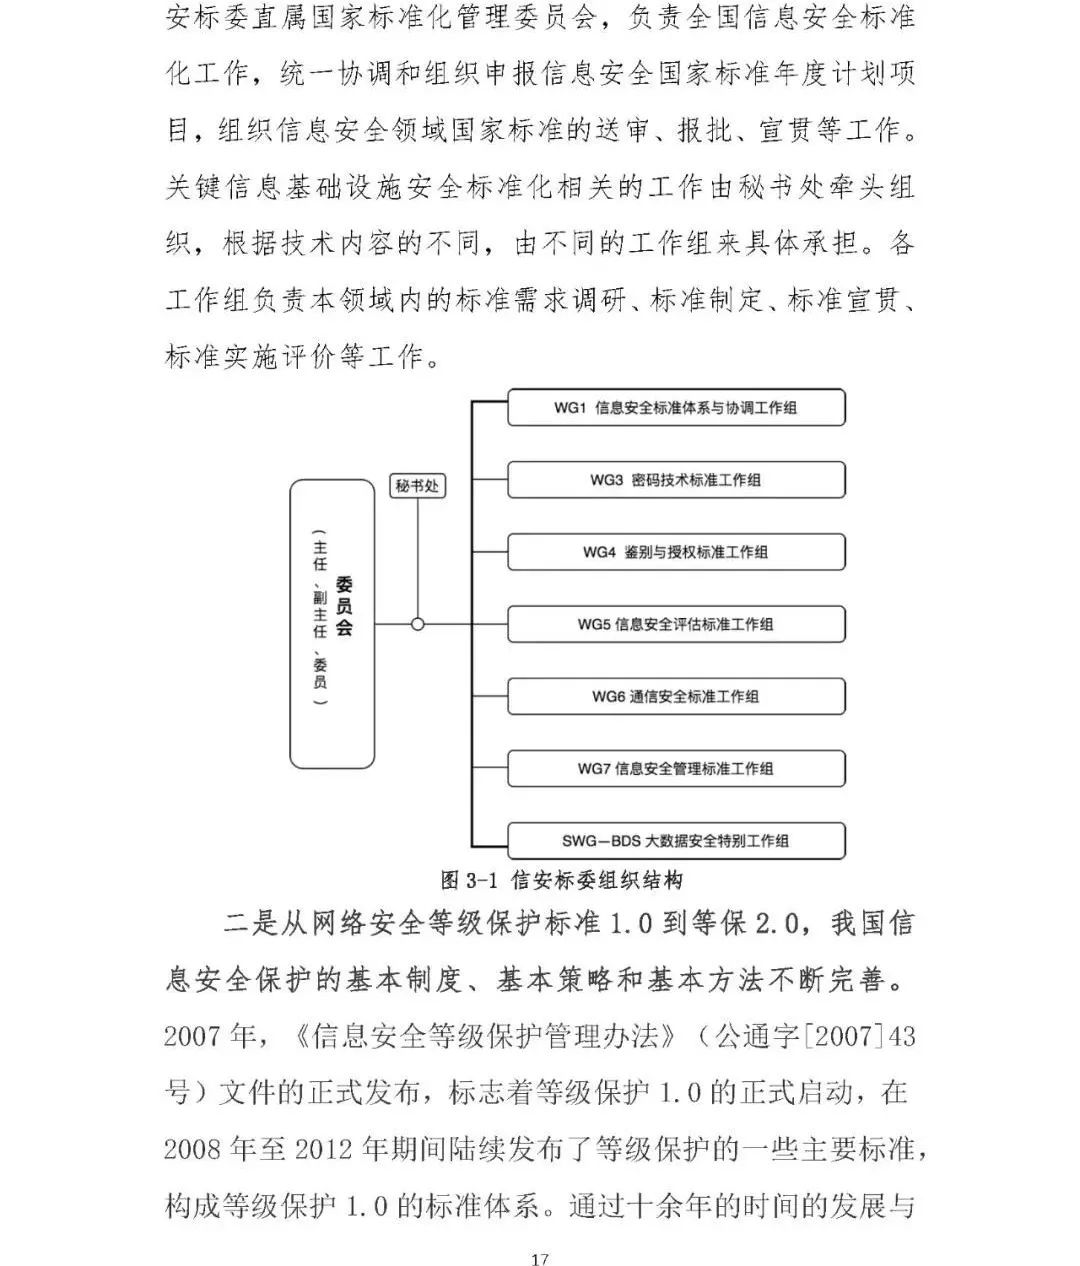 安标委直属国家标准化管理委员会，负责全国信息安全标准
化工作，统一协调和组织申报信息安全国家标准年度计划项
目，组织信息安全领域国家标准的送审、报批、宣贯等工作。
关键信息基础设施安全标准化相关的工作由秘书处牵头组
织，根据技术内容的不同，由不同的工作组来具体承担。各
工作组负责本领域内的标准需求调研、标准制定、标准宣贯、
标准实施评价等工作。
委员会
（主任、副主任、委员）
秘书处
WG1 信息安全标准体系与协调工作组
WG3 密码技术标准工作组
WG4 鉴别与授权标准工作组
WG5 信息安全评估标准工作组
WG6 通信安全标准工作组
WG7 信息安全管理标准工作组
SWG—BDS 大数据安全特别工作组
图 3-1 信安标委组织结构
二是从网络安全等级保护标准 1.0 到等保 2.0，我国信
息安全保护的基本制度、基本策略和基本方法不断完善。
2007 年，《信息安全等级保护管理办法》（公通字[2007]43
号）文件的正式发布，标志着等级保护 1.0 的正式启动，在
2008 年至 2012 年期间陆续发布了等级保护的一些主要标准，
构成等级保护 1.0 的标准体系。通过十余年的时间的发展与
17